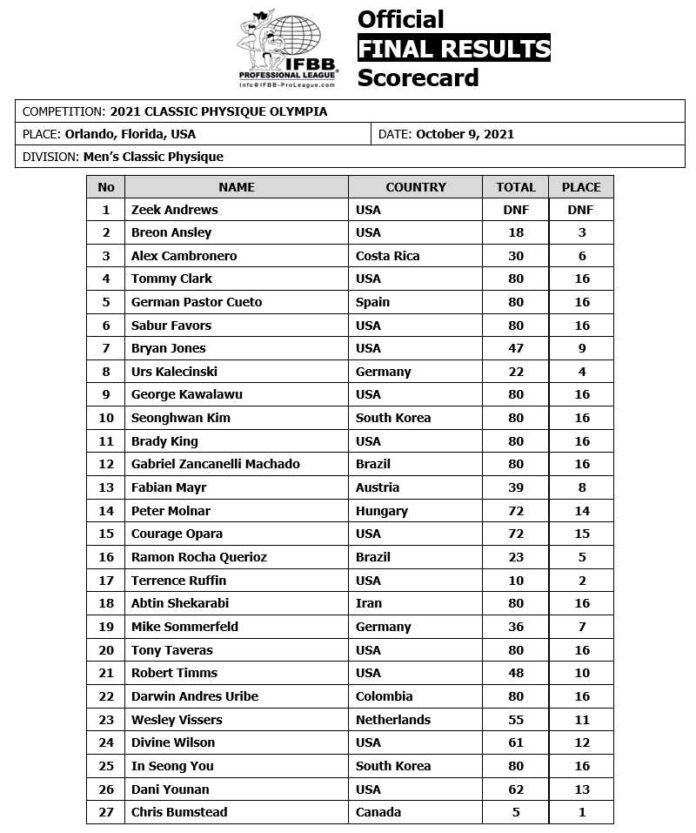 Official
FINAL RESULTS
Scorecard
IFBB
PROFESSIONAL LEAGUE
Info@IFBB-ProLeague.com
COMPETITION: 2021 CLASSIC PHYSIQUE OLYMPIA
PLACE: Orlando, Florida, USA DATE: October 9, 2021
DIVISION: Men's Classic Physique
No NAME COUNTRY TOTAL PLACE
1 Zeek Andrews USA DNF DNF
2 Breon Ansley USA 18 3
3 Alex Cambronero Costa Rica 30 6
4 Tommy Clark USA 80 16
5 German Pastor Cueto Spain 80 16
6 Sabur Favors USA 80 16
7 Bryan Jones USA 47 9
8 Urs Kalecinski Germany 22 4
9 George Kawalawu USA 80 16
10 Seonghwan Kim South Korea 80 16
11 Brady King USA 80 16
12 Gabriel Zancanelli Machado Brazil 80 16
13 Fabian Mayr Austria 39 8
14 Peter Molnar Hungary 72 14
15 Courage Opara USA 72 15
16 Ramon Rocha Querioz Brazil 23 5
17 Terrence Ruffin USA 10 2
18 Abtin Shekarabi Iran 80 16
19 Mike Sommerfeld Germany 36 7
20 Tony Taveras USA 80 16
21 Robert Timms USA 48 10
22 Darwin Andres Uribe Colombia 80 16
23 Wesley Vissers Netherlands 55 11
24 Divine Wilson USA 61 12
25 In Seong You South Korea 80 16
26 Dani Younan USA 62 13
27 Chris Bumstead Canada 5 1